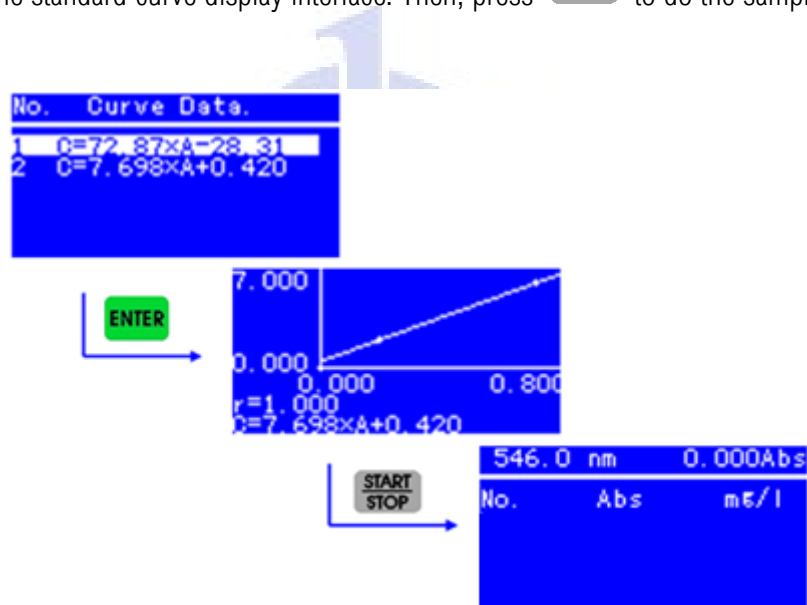 standard curve display interface. Then, press to do the
No. Curve Data.
1 C=72.87×A-28.31
2 C=7.698×A+0.420
ENTER
7.000
0.000
0.000 0.800
r=1.000
C=7.698×A+0.420
START
STOP
546.0 nm 0.000Abs
No. Abs mg/l